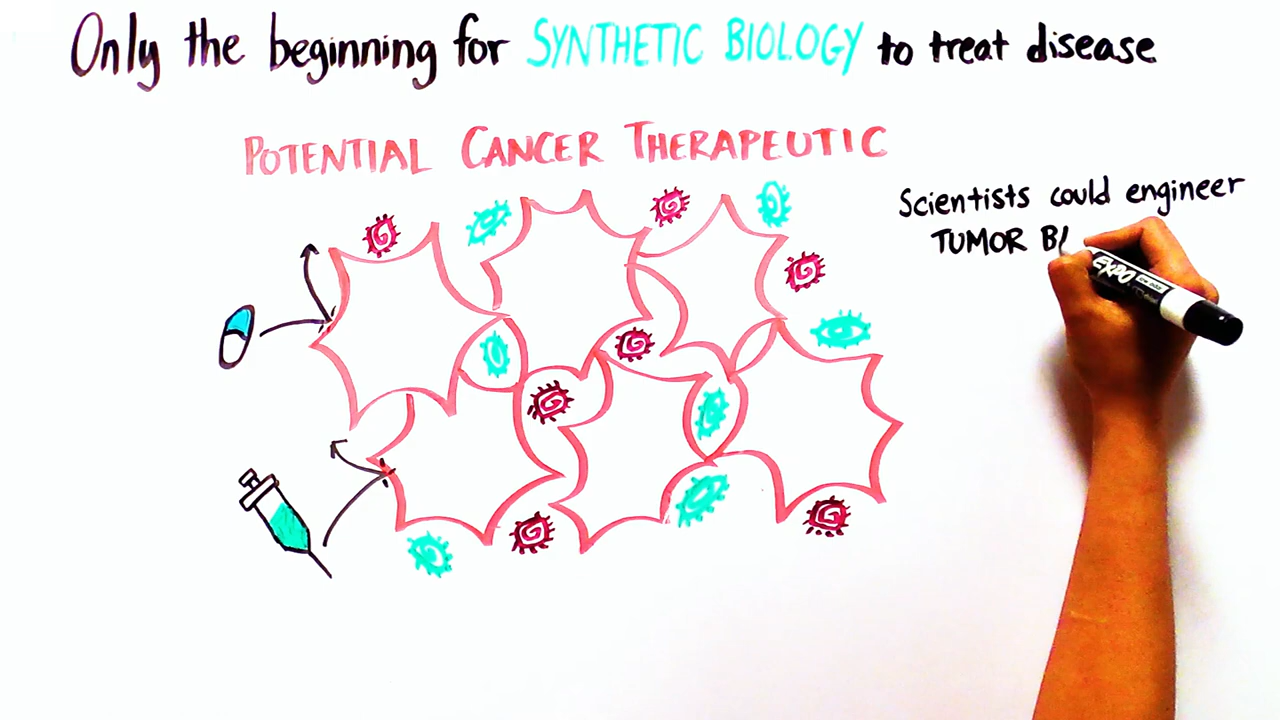 Only the beginning for SYNTHETIC BIOLOGY to treat disease
POTENTIAL CANCER THERAPEUTIC
Scientists could engineer
TUMOR B
EXPO